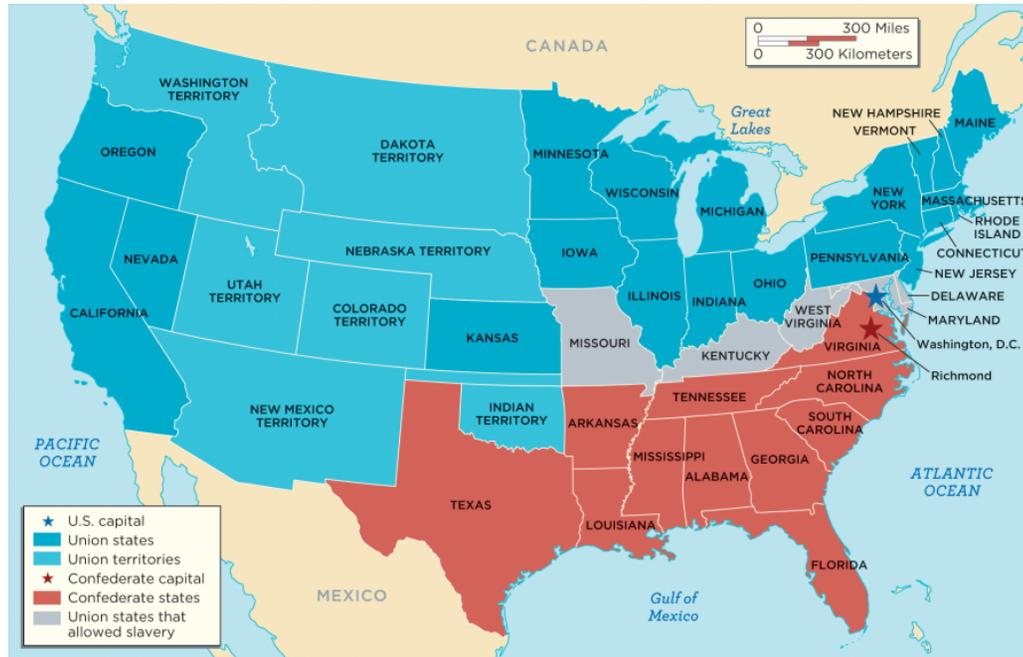 CANADA
0 300 Miles
0 300 Kilometers
WASHINGTON
TERRITORY
OREGON
DAKOTA
TERRITORY
MINNESOTA
Great
Lakes
NEW HAMPSHIRE
VERMONT
MAINE
WISCONSIN
MICHIGAN
NEW
YORK
MASSACHUSETTS
RHODE
ISLAND
CONNECTICUT
NEVADA
UTAH
TERRITORY
NEBRASKA TERRITORY
IOWA
PENNSYLVANIA
NEW JERSEY
CALIFORNIA
COLORADO
TERRITORY
KANSAS
ILLINOIS
INDIANA
OHIO
DELAWARE
MARYLAND
Washington, D.C.
MISSOURI
KENTUCKY
WEST
VIRGINIA
VIRGINIA
Richmond
NEW MEXICO
TERRITORY
INDIAN
TERRITORY
ARKANSAS
TENNESSEE
NORTH
CAROLINA
SOUTH
CAROLINA
PACIFIC
OCEAN
TEXAS
MISSISSIPPI
ALABAMA
GEORGIA
ATLANTIC
OCEAN
LOUISIANA
FLORIDA
MEXICO
Gulf of
Mexico
U.S. capital
Union states
Union territories
Confederate capital
Confederate states
Union states that
allowed slavery